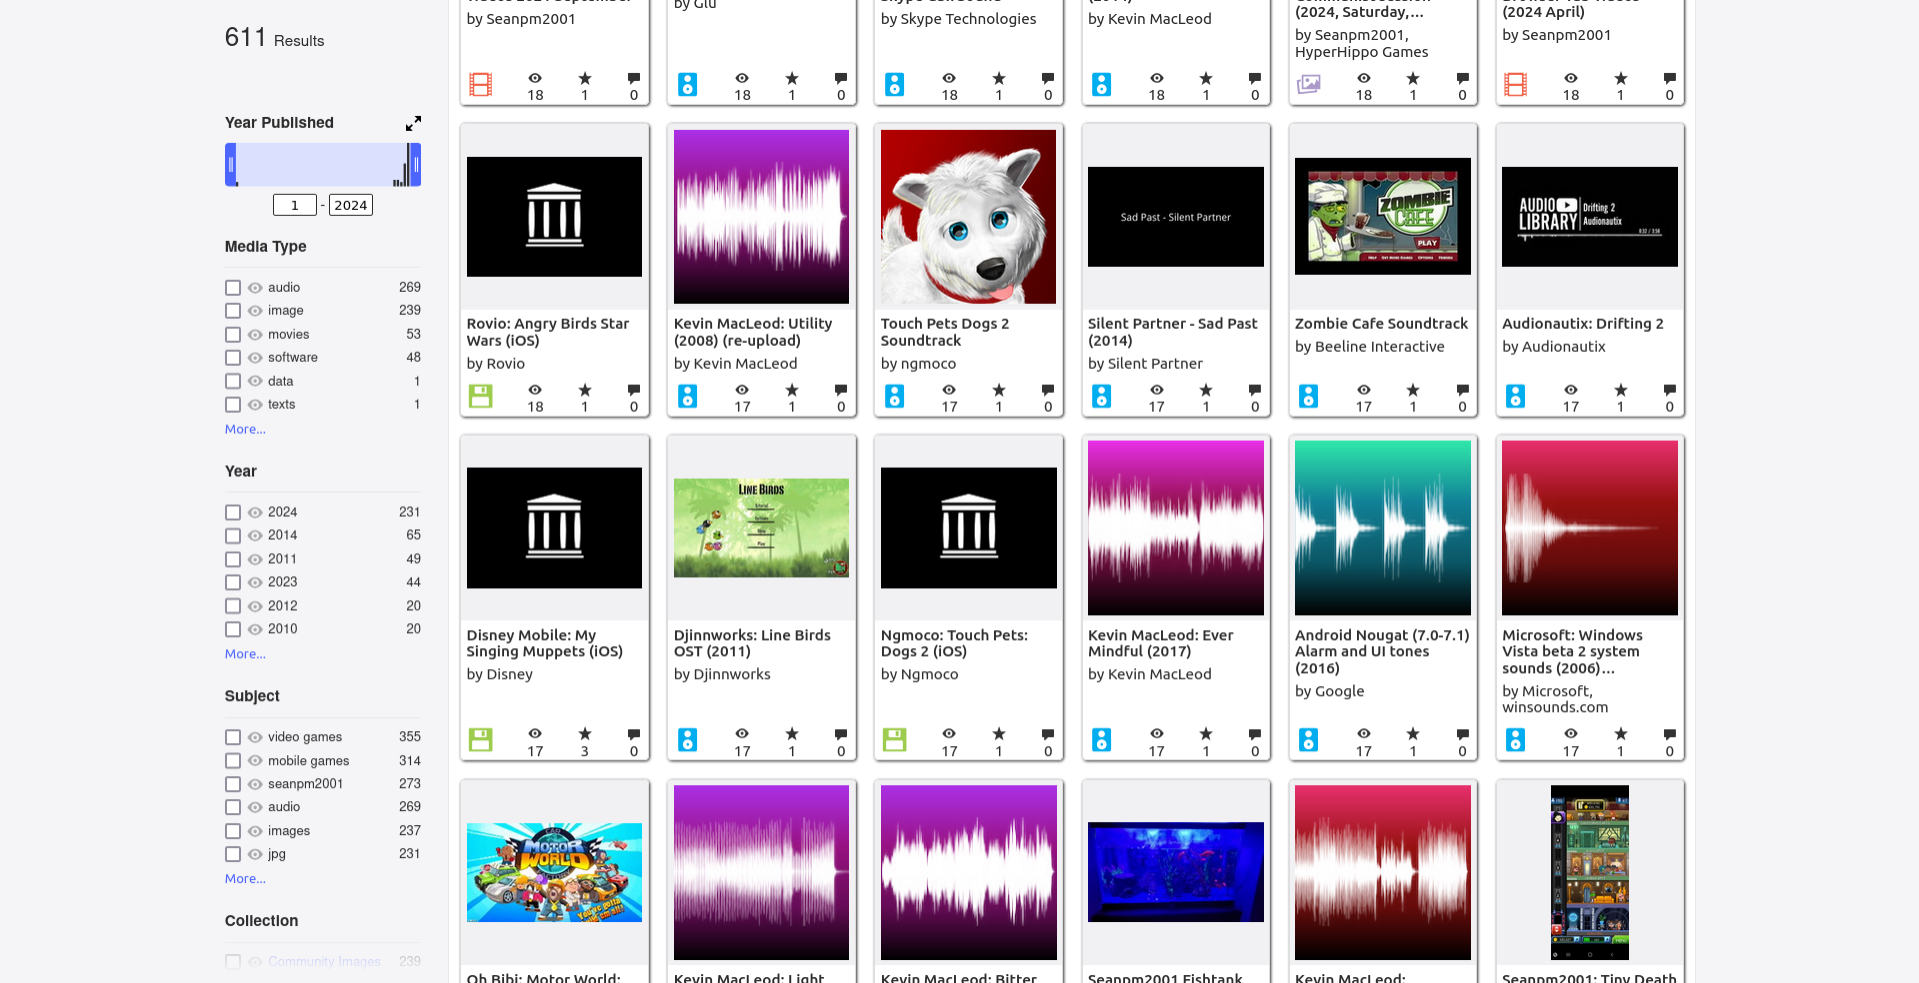 611 Results
Year Published
1 - 2024
Media Type
audio 269
image 239
movies 53
software 48
data 1
texts 1
More...
Year
2024 231
2014 65
2011 49
2023 44
2012 20
2010 20
More...
Subject
video games 355
mobile games 314
seanpm2001 273
audio 269
images 237
jpg 231
More...
Collection
Community Images 239
by Seanpm2001
18 1 0
by Glu
18 1 0
by Skype Technologies
18 1 0
by Kevin MacLeod
18 1 0
(2024, Saturday,...
by Seanpm2001,
HyperHippo Games
18 1 0
(2024 April)
by Seanpm2001
18 1 0
Rovio: Angry Birds Star
Wars (iOS)
by Rovio
18 1 0
Kevin MacLeod: Utility
(2008) (re-upload)
by Kevin MacLeod
17 1 0
Touch Pets Dogs 2
Soundtrack
by ngmoco
17 1 0
Sad Past - Silent Partner
Silent Partner - Sad Past
(2014)
by Silent Partner
17 1 0
ZOMBIE
CAFE
PLAY
Zombie Cafe Soundtrack
by Beeline Interactive
17 1 0
AUDIO
LIBRARY
Drifting 2
Audionautix
Audionautix: Drifting 2
by Audionautix
17 1 0
Disney Mobile: My
Singing Muppets (iOS)
by Disney
17 3 0
LINE BIRDS
Djinnworks: Line Birds
OST (2011)
by Djinnworks
17 1 0
Ngmoco: Touch Pets:
Dogs 2 (iOS)
by Ngmoco
17 1 0
Kevin MacLeod: Ever
Mindful (2017)
by Kevin MacLeod
17 1 0
Android Nougat (7.0-7.1)
Alarm and UI tones
(2016)
by Google
17 1 0
Microsoft: Windows
Vista beta 2 system
sounds (2006)...
by Microsoft,
winsounds.com
17 1 0
MOTOR
WORLD
Oh Bibi: Motor World:
Kevin MacLeod: Light
Kevin MacLeod: Bitter
Seanpm2001 Fishtank
Kevin MacLeod:
Seanpm2001: Tiny Death